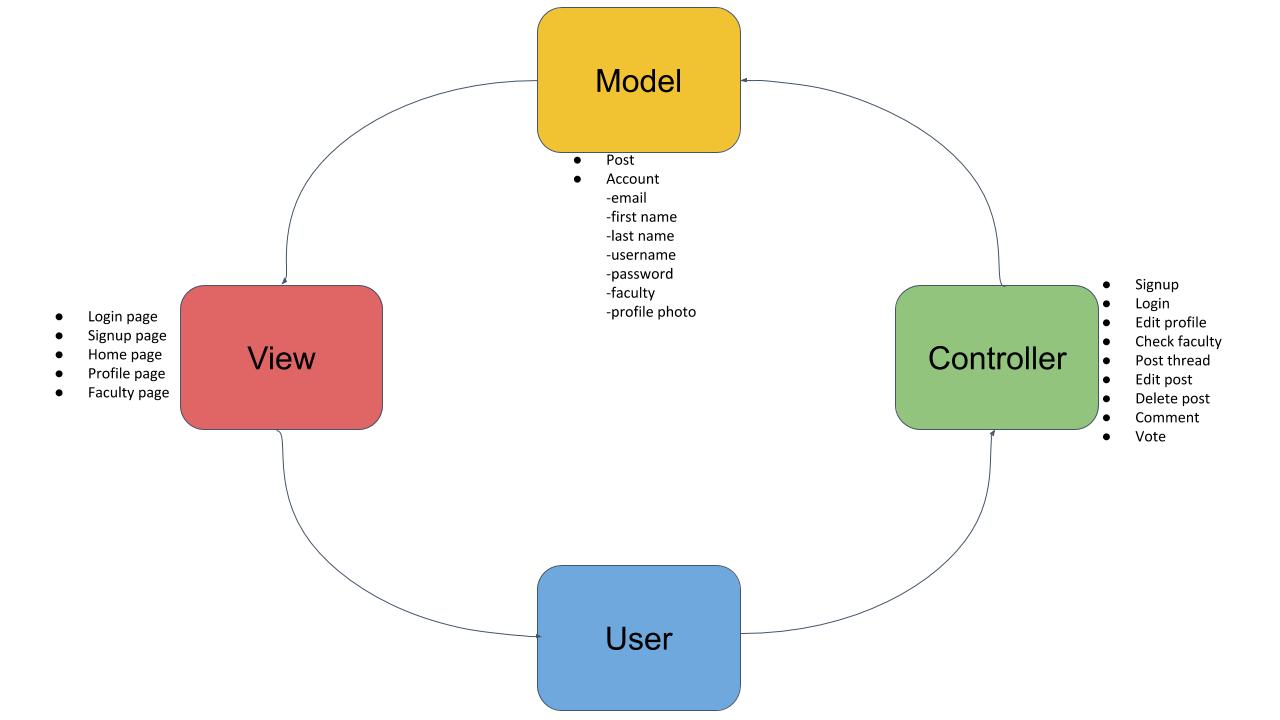 Model
● Post
● Account
-email
-first name
-last name
-username
-password
-faculty
-profile photo
● Login page
● Signup page
● Home page
● Profile page
● Faculty page
View
Controller
● Signup
● Login
● Edit profile
● Check faculty
● Post thread
● Edit post
● Delete post
● Comment
● Vote
User